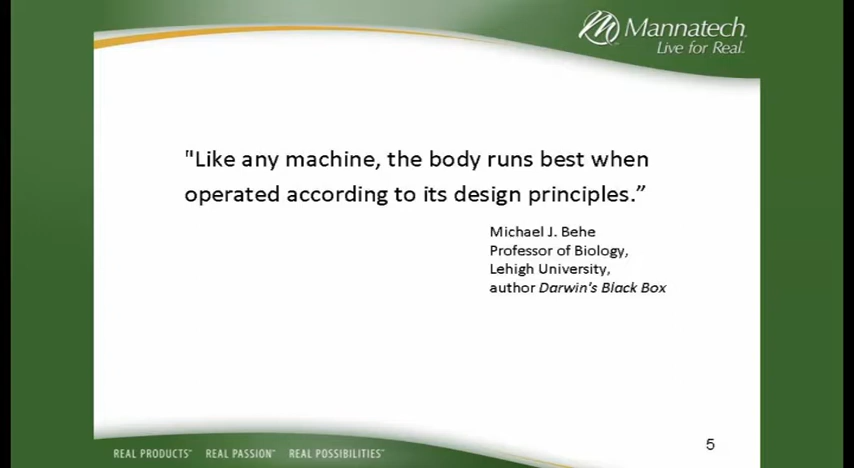 Mannatech
Live for Real.
"Like any machine, the body runs best when
operated according to its design principles.”
Michael J. Behe
Professor of Biology,
Lehigh University,
author Darwin's Black Box
5
REAL PRODUCTS™ REAL PASSION™ REAL POSSIBILITIES™